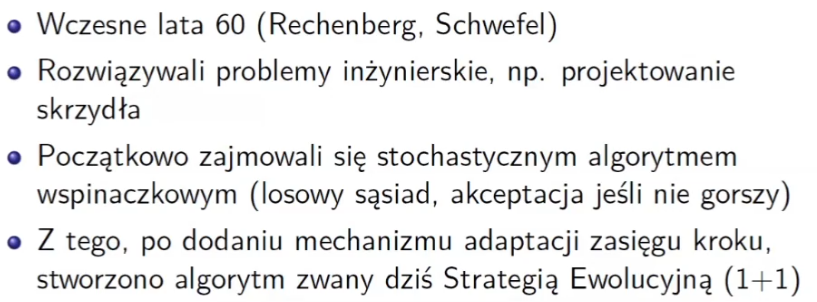 Wczesne lata 60 (Rechenberg, Schwefel)
Rozwiązywali problemy inżynierskie, np. projektowanie
skrzydła
Początkowo zajmowali się stochastycznym algorytmem
wspinaczkowym (losowy sąsiad, akceptacja jeśli nie gorszy)
Z tego, po dodaniu mechanizmu adaptacji zasięgu kroku,
stworzono algorytm zwany dziś Strategią Ewolucyjną (1+1)